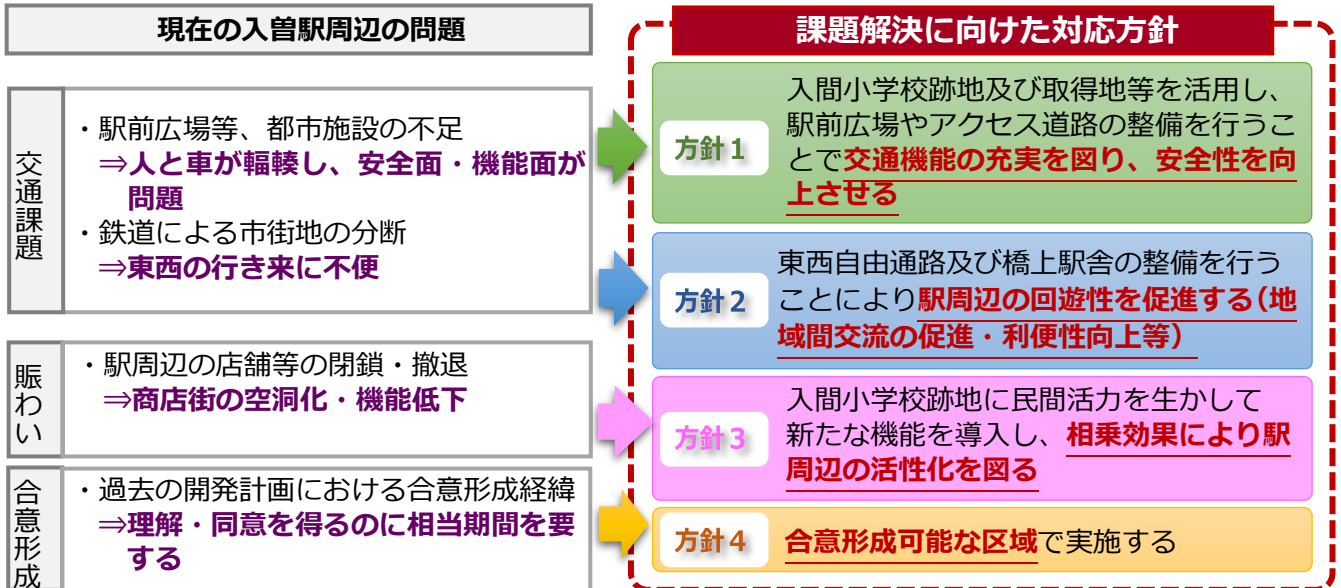 現在の入曽駅周辺の問題
交通課題
・駅前広場等、都市施設の不足
⇒人と車が輻輳し、安全面・機能面が
問題
・鉄道による市街地の分断
⇒東西の行き来に不便
賑わい
・駅周辺の店舗等の閉鎖・撤退
⇒商店街の空洞化・機能低下
合意形成
・過去の開発計画における合意形成経緯
⇒理解・同意を得るのに相当期間を要
する
課題解決に向けた対応方針
方針1
入間小学校跡地及び取得地等を活用し、
駅前広場やアクセス道路の整備を行うこ
とで交通機能の充実を図り、安全性を向
上させる
方針2
東西自由通路及び橋上駅舎の整備を行う
ことにより駅周辺の回遊性を促進する(地
域間交流の促進・利便性向上等)
方針3
入間小学校跡地に民間活力を生かして
新たな機能を導入し、相乗効果により駅
周辺の活性化を図る
方針4
合意形成可能な区域で実施する